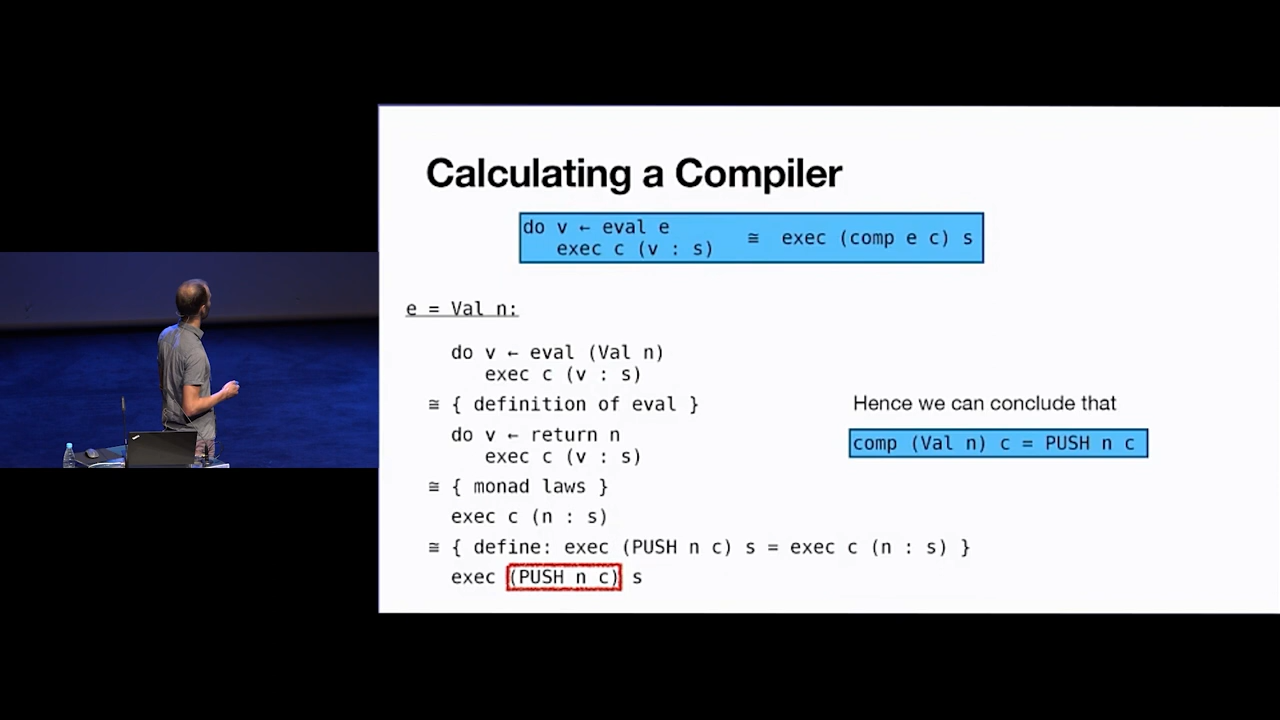 Calculating a Compiler
do v ← eval e
exec c (v : s)
≅ exec (comp e c) s
e = Val n:
do v ← eval (Val n)
exec c (v : s)
≅ { definition of eval }
do v ← return n
exec c (v : s)
≅ { monad laws }
exec c (n : s)
≅ { define: exec (PUSH n c) s = exec c (n : s) }
exec (PUSH n c) s
Hence we can conclude that
comp (Val n) c = PUSH n c